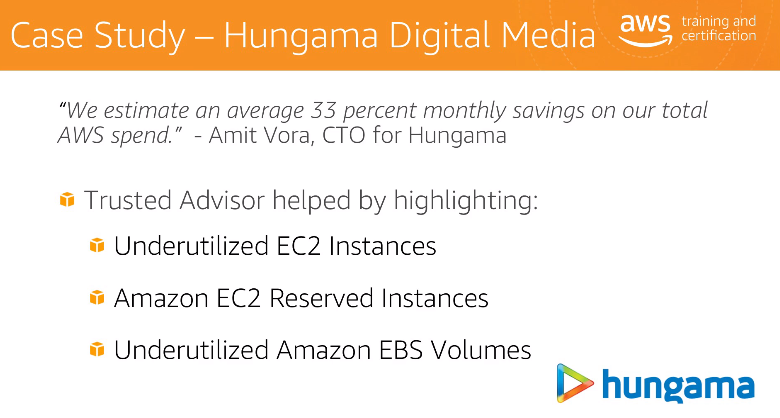 Case Study – Hungama Digital Media
aws training and
certification
“We estimate an average 33 percent monthly savings on our total
AWS spend.” - Amit Vora, CTO for Hungama
Trusted Advisor helped by highlighting:
Underutilized EC2 Instances
Amazon EC2 Reserved Instances
Underutilized Amazon EBS Volumes
hungama